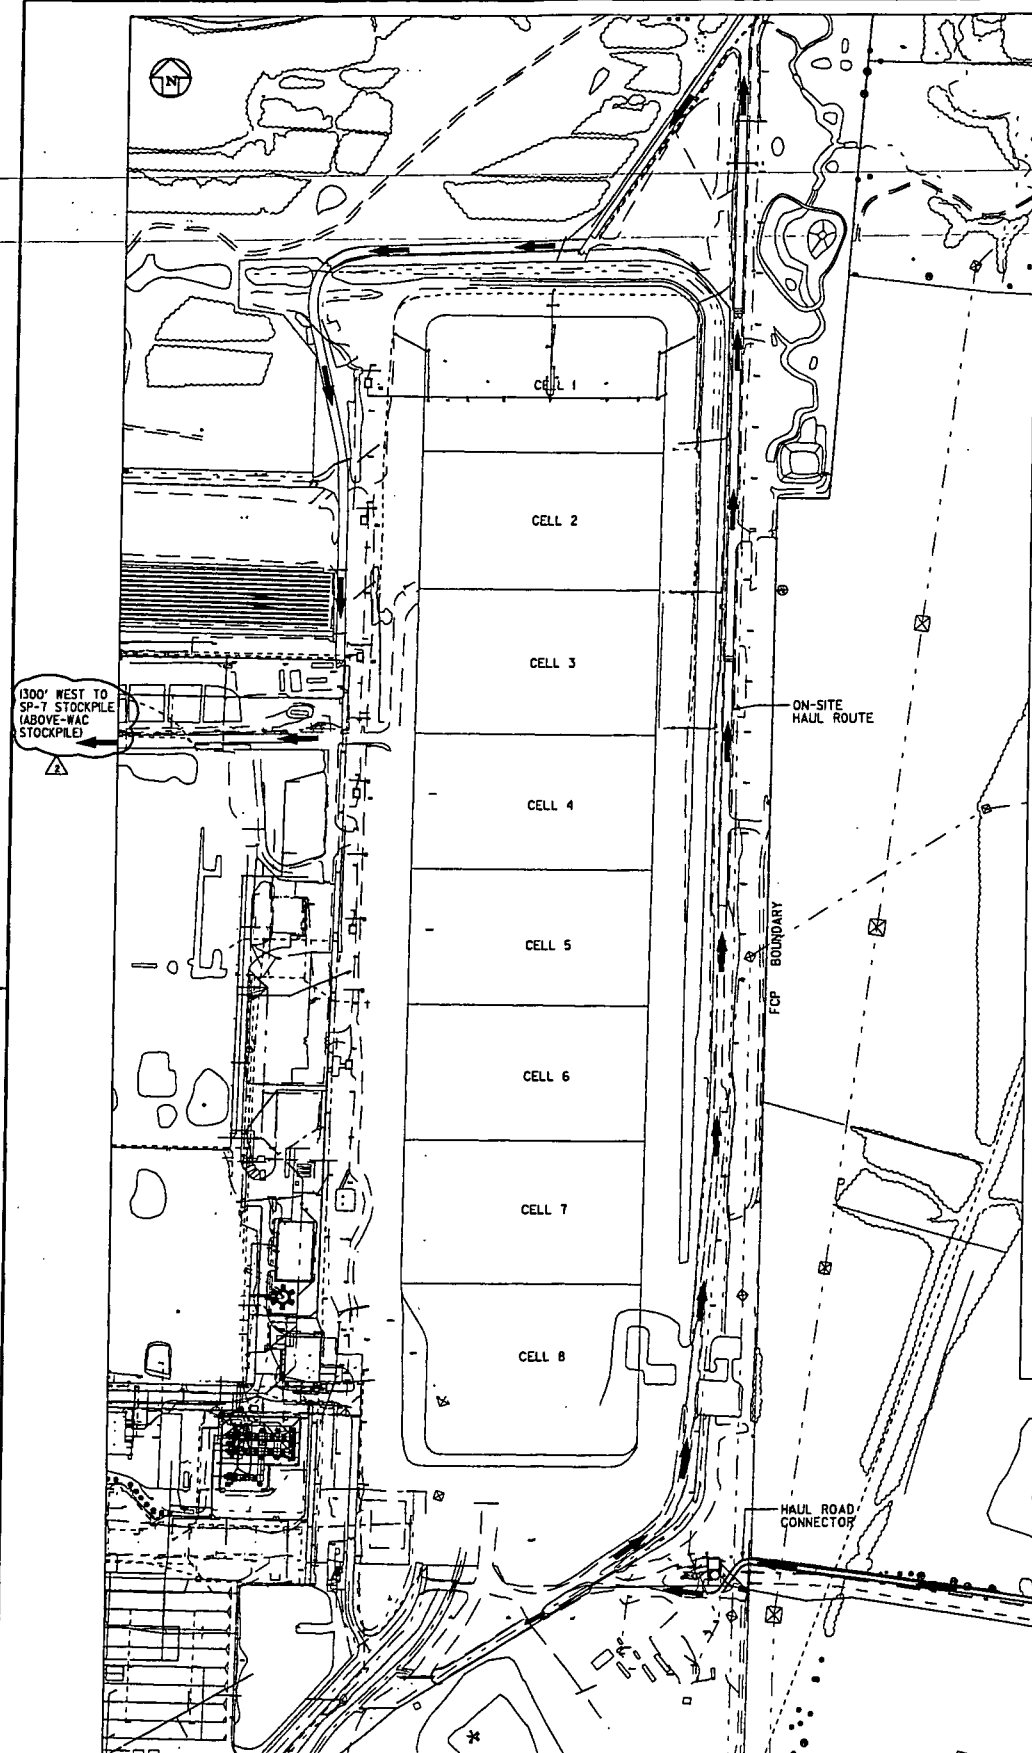 N
CELL 1
CELL 2
CELL 3
1300' WEST TO
SP-7 STOCKPILE
(ABOVE-WAC
STOCKPILE)
2
ON-SITE
HAUL ROUTE
CELL 4
CELL 5
FCP BOUNDARY
CELL 6
CELL 7
CELL 8
HAUL ROAD
CONNECTOR